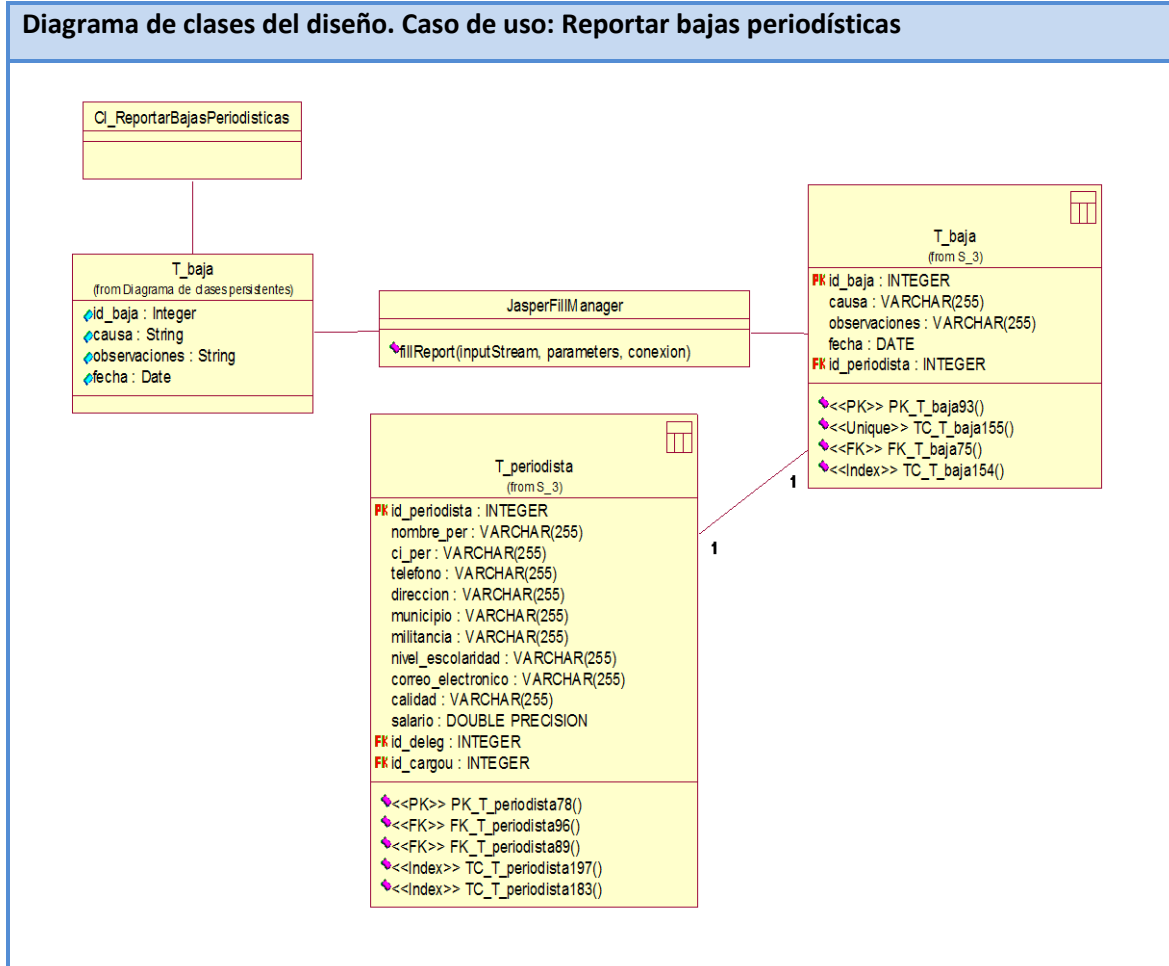 Diagrama de clases del diseño. Caso de uso: Reportar bajas periodísticas
CI_ReportarBajasPeriodisticas
T_baja
(from Diagrama de clases persistentes)
id_baja : Integer
causa : String
observaciones : String
fecha : Date
JasperFillManager
fillReport(inputStream, parameters, conexion)
T_baja
(from S_3)
PK id_baja : INTEGER
causa : VARCHAR(255)
observaciones : VARCHAR(255)
fecha : DATE
FK id_periodista : INTEGER
<<PK>> PK_T_baja93()
<<Unique>> TC_T_baja155()
<<FK>> FK_T_baja75()
<<Index>> TC_T_baja154()
1
1
T_periodista
(from S_3)
PK id_periodista : INTEGER
nombre_per : VARCHAR(255)
ci_per : VARCHAR(255)
telefono : VARCHAR(255)
direccion : VARCHAR(255)
municipio : VARCHAR(255)
militancia : VARCHAR(255)
nivel_escolaridad : VARCHAR(255)
correo_electronico : VARCHAR(255)
calidad : VARCHAR(255)
salario : DOUBLE PRECISION
FK id_deleg : INTEGER
FK id_cargou : INTEGER
<<PK>> PK_T_periodista78()
<<FK>> FK_T_periodista96()
<<FK>> FK_T_periodista89()
<<Index>> TC_T_periodista197()
<<Index>> TC_T_periodista183()